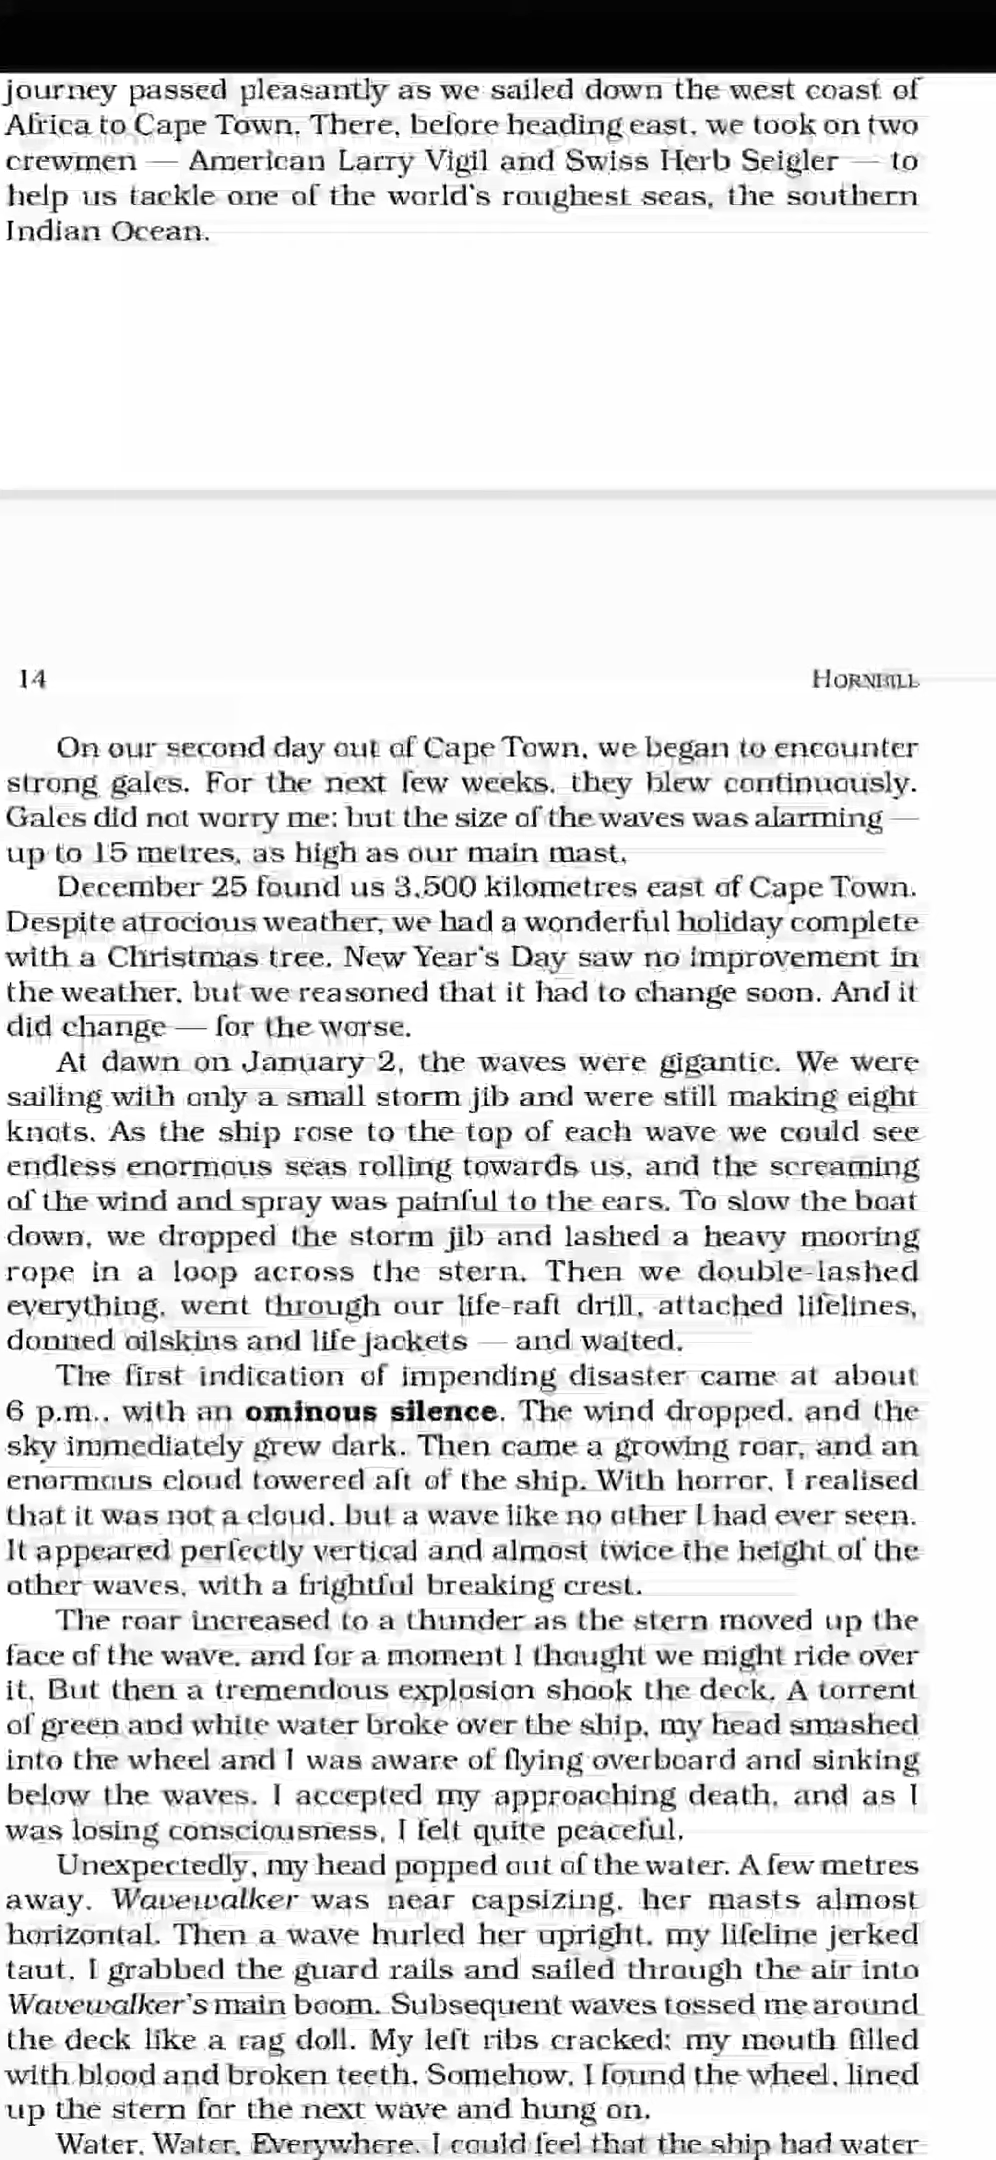 journey passed pleasantly as we sailed down the west coast of
Africa to Cape Town. There, before heading east, we took on two
crewmen — American Larry Vigil and Swiss Herb Seigler — to
help us tackle one of the world's roughest seas, the southern
Indian Ocean.
14 HORNBILL
On our second day out of Cape Town, we began to encounter
strong gales. For the next few weeks, they blew continuously.
Gales did not worry me; but the size of the waves was alarming —
up to 15 metres, as high as our main mast.
December 25 found us 3,500 kilometres east of Cape Town.
Despite atrocious weather, we had a wonderful holiday complete
with a Christmas tree. New Year's Day saw no improvement in
the weather, but we reasoned that it had to change soon. And it
did change — for the worse.
At dawn on January 2, the waves were gigantic. We were
sailing with only a small storm jib and were still making eight
knots. As the ship rose to the top of each wave we could see
endless enormous seas rolling towards us, and the screaming
of the wind and spray was painful to the ears. To slow the boat
down, we dropped the storm jib and lashed a heavy mooring
rope in a loop across the stern. Then we double-lashed
everything, went through our life-raft drill, attached lifelines,
donned oilskins and life jackets — and waited.
The first indication of impending disaster came at about
6 p.m., with an ominous silence. The wind dropped, and the
sky immediately grew dark. Then came a growing roar, and an
enormous cloud towered aft of the ship. With horror, I realised
that it was not a cloud, but a wave like no other I had ever seen.
It appeared perfectly vertical and almost twice the height of the
other waves, with a frightful breaking crest.
The roar increased to a thunder as the stern moved up the
face of the wave, and for a moment I thought we might ride over
it. But then a tremendous explosion shook the deck. A torrent
of green and white water broke over the ship, my head smashed
into the wheel and I was aware of flying overboard and sinking
below the waves. I accepted my approaching death, and as I
was losing consciousness, I felt quite peaceful.
Unexpectedly, my head popped out of the water. A few metres
away, Wavewalker was near capsizing, her masts almost
horizontal. Then a wave hurled her upright, my lifeline jerked
taut, I grabbed the guard rails and sailed through the air into
Wavewalker's main boom. Subsequent waves tossed me around
the deck like a rag doll. My left ribs cracked; my mouth filled
with blood and broken teeth. Somehow, I found the wheel, lined
up the stern for the next wave and hung on.
Water, Water, Everywhere. I could feel that the ship had water